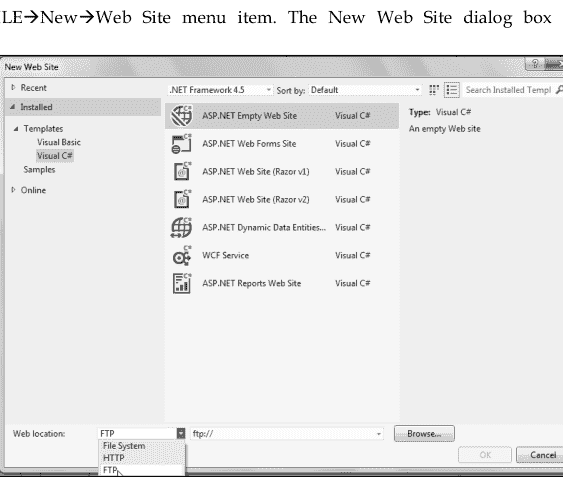 LE→New→Web Site menu item. The New Web Site dialog box
New Web Site
Recent
.NET Framework 4.5 Sort by: Default Search Installed Templ
Installed
Templates
Visual Basic
Visual C#
Samples
Online
ASP.NET Empty Web Site Visual C#
ASP.NET Web Forms Site Visual C#
ASP.NET Web Site (Razor v1) Visual C#
ASP.NET Web Site (Razor v2) Visual C#
ASP.NET Dynamic Data Entities... Visual C#
WCF Service Visual C#
ASP.NET Reports Web Site Visual C#
Type: Visual C#
An empty Web site
Web location: FTP ftp:// Browse...
File System
HTTP
FTP
OK Cancel